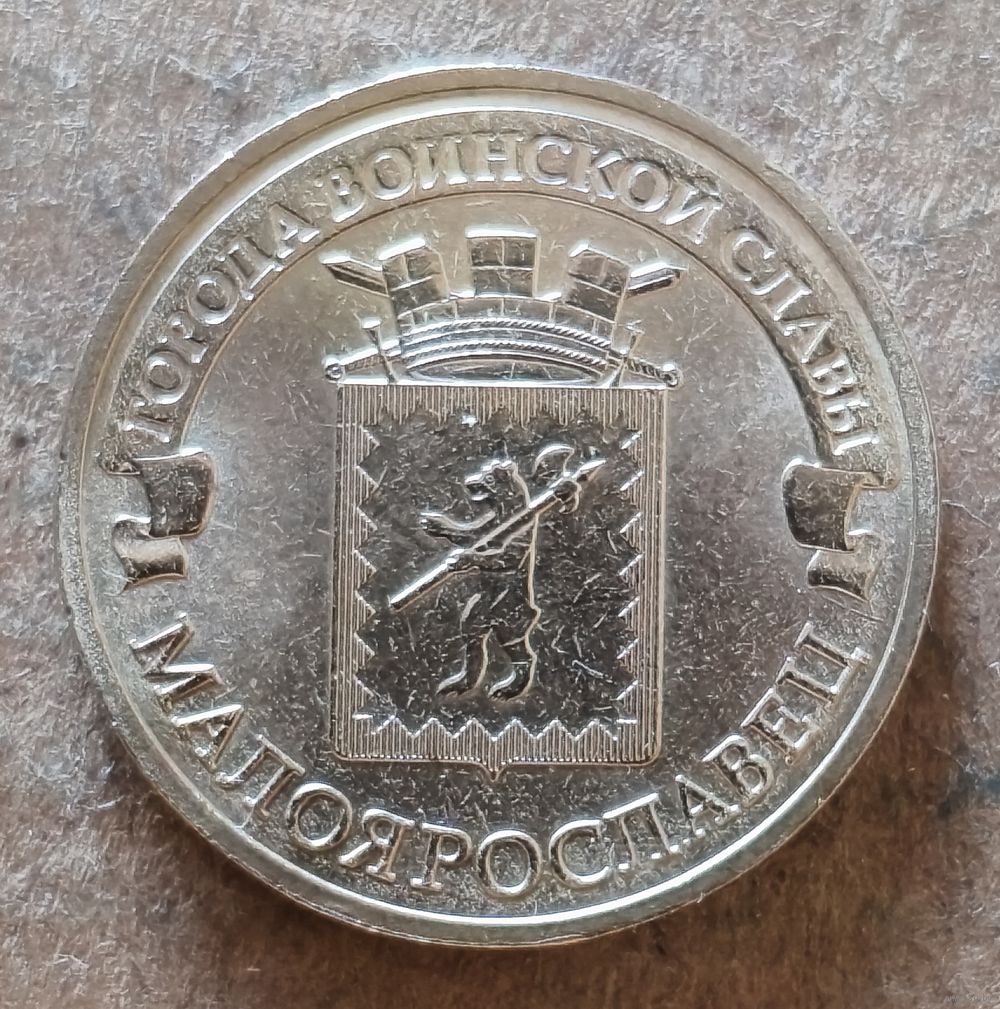 ГОРОДА ВОИНСКОЙ СЛАВЫ
МАЛОЯРОСЛАВЕЦ